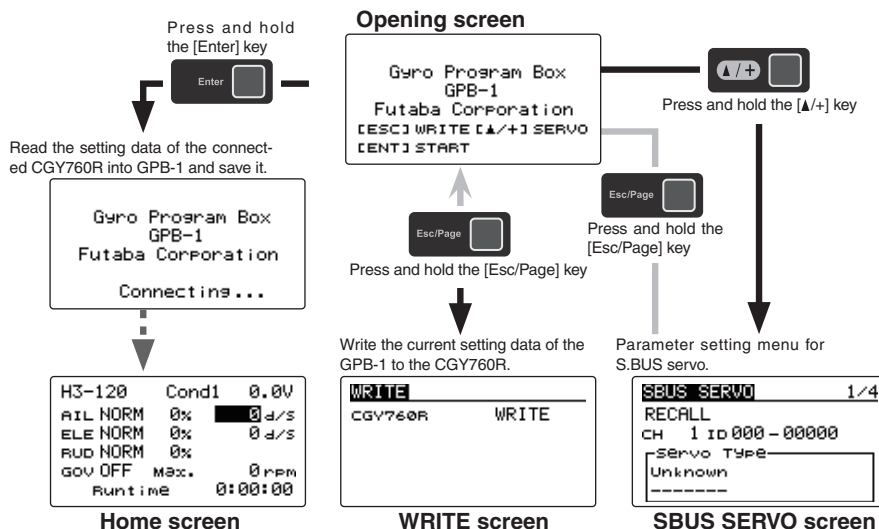 Opening screen
Press and hold
the [Enter] key
Enter
Gyro Program Box
GPB-1
Futaba Corporation
[ESC] WRITE [▲/+] SERVO
[ENT] START
▲/+
Press and hold the [▲/+] key
Read the setting data of the connect-
ed CGY760R into GPB-1 and save it.
Gyro Program Box
GPB-1
Futaba Corporation
Connecting...
Esc/Page
Press and hold the [Esc/Page] key
Esc/Page
Press and hold the
[Esc/Page] key
Write the current setting data of the
GPB-1 to the CGY760R.
Parameter setting menu for
S.BUS servo.
H3-120 Cond1 0.0V
AIL NORM 0% 0 d/s
ELE NORM 0% 0 d/s
RUD NORM 0%
GOV OFF Max. 0 rpm
Runtime 0:00:00
Home screen
WRITE
CGY760R WRITE
WRITE screen
SBUS SERVO 1/4
RECALL
CH 1 ID 000-00000
Servo Type
Unknown
-------
SBUS SERVO screen